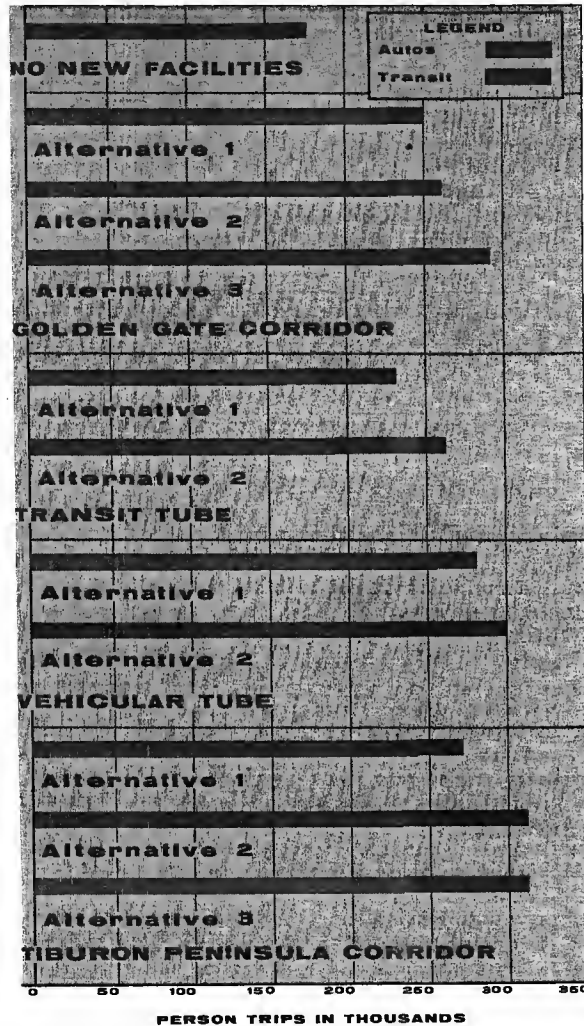 LEGEND
Autos
Transit
NO NEW FACILITIES
Alternative 1
Alternative 2
Alternative 3
GOLDEN GATE CORRIDOR
Alternative 1
Alternative 2
TRANSIT TUBE
Alternative 1
Alternative 2
VEHICULAR TUBE
Alternative 1
Alternative 2
Alternative 3
TIBURON PENINSULA CORRIDOR
0 50 100 150 200 250 300 350
PERSON TRIPS IN THOUSANDS